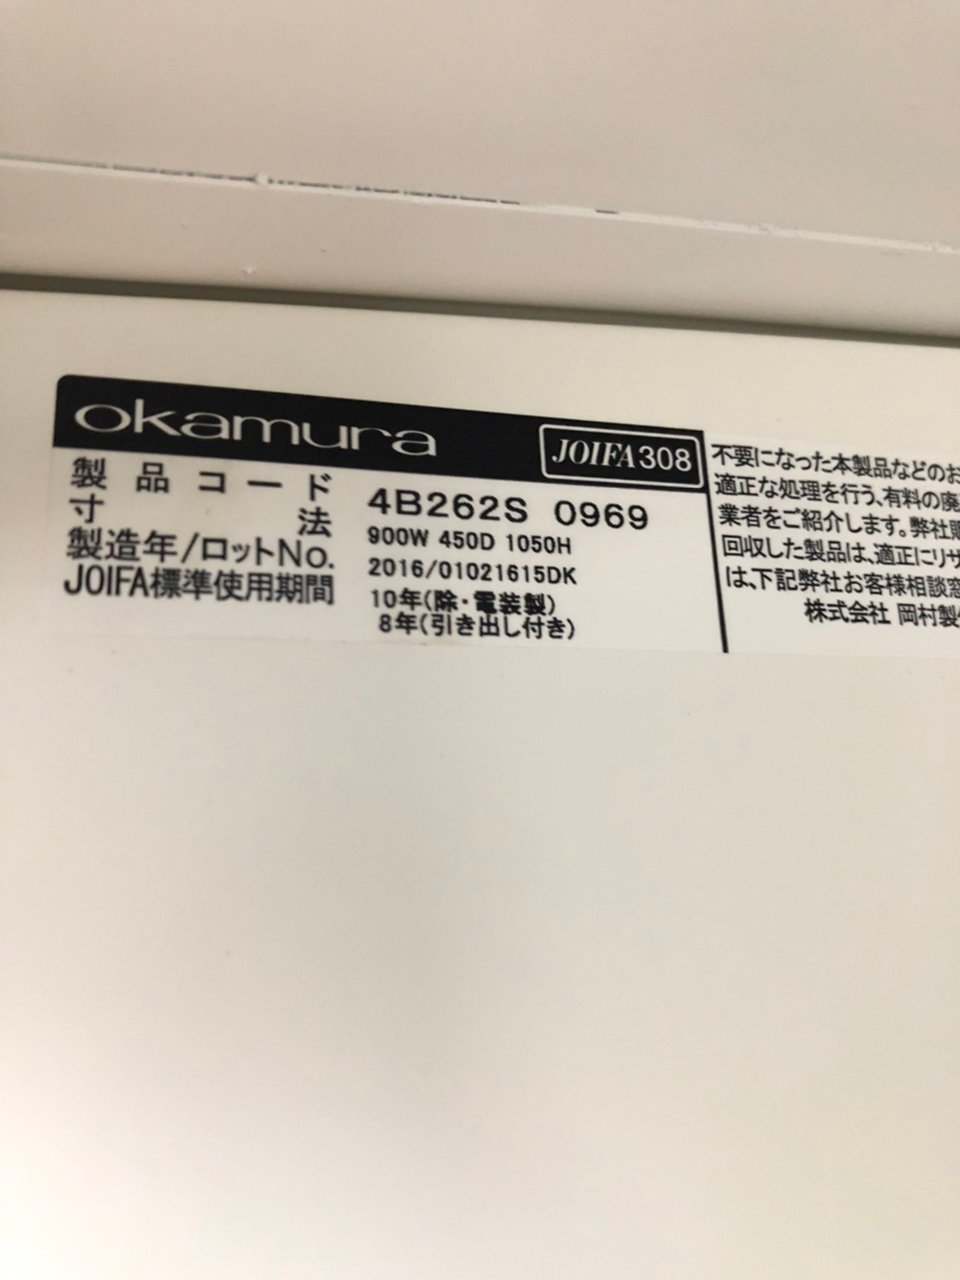 okamura JOIFA308
製品コード 4B262S 0969
寸法 900W 450D 1050H
製造年/ロットNo. 2016/01021615DK
JOIFA標準使用期間 10年(除・電装製)
8年(引き出し付き)
不要になった本製品などのお
適正な処理を行う、有料の廃
業者をご紹介します。弊社販
回収した製品は、適正にリサ
は、下記弊社お客様相談窓
株式会社 岡村製